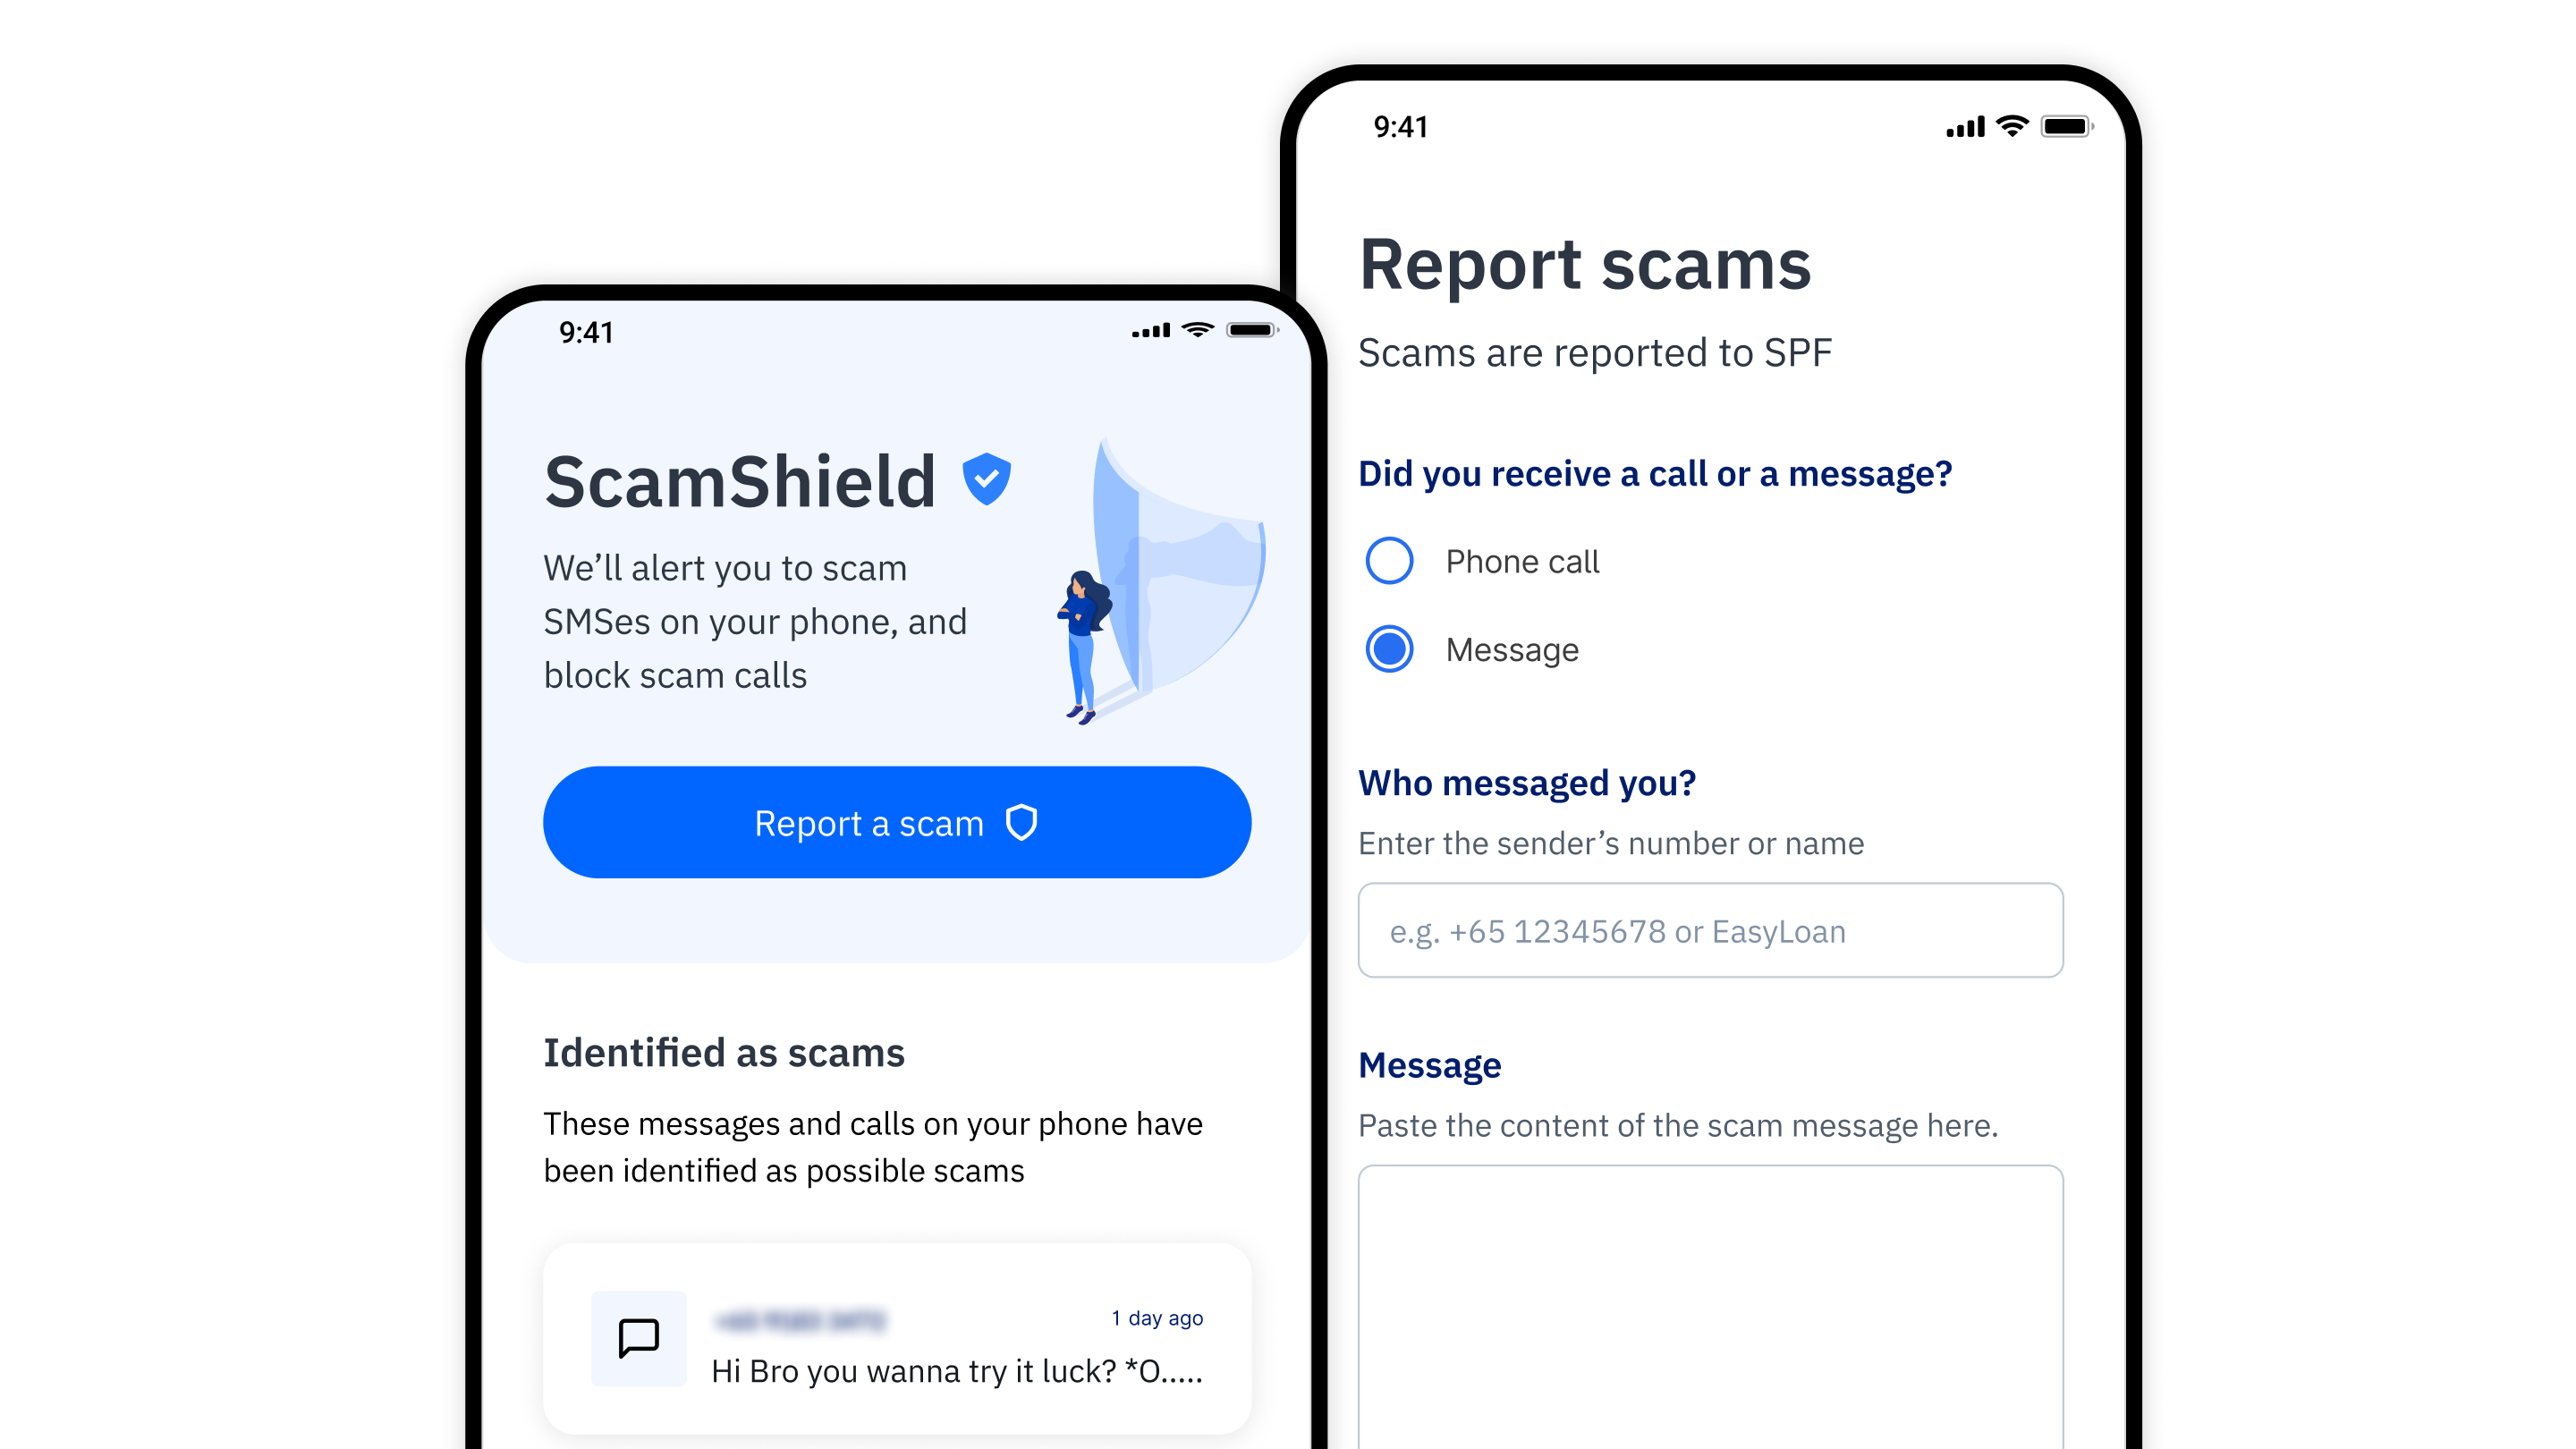 9:41
ScamShield
We’ll alert you to scam
SMSes on your phone, and
block scam calls
Report a scam
Identified as scams
These messages and calls on your phone have
been identified as possible scams
1 day ago
Hi Bro you wanna try it luck? *O.....
9:41
Report scams
Scams are reported to SPF
Did you receive a call or a message?
Phone call
Message
Who messaged you?
Enter the sender’s number or name
e.g. +65 12345678 or EasyLoan
Message
Paste the content of the scam message here.